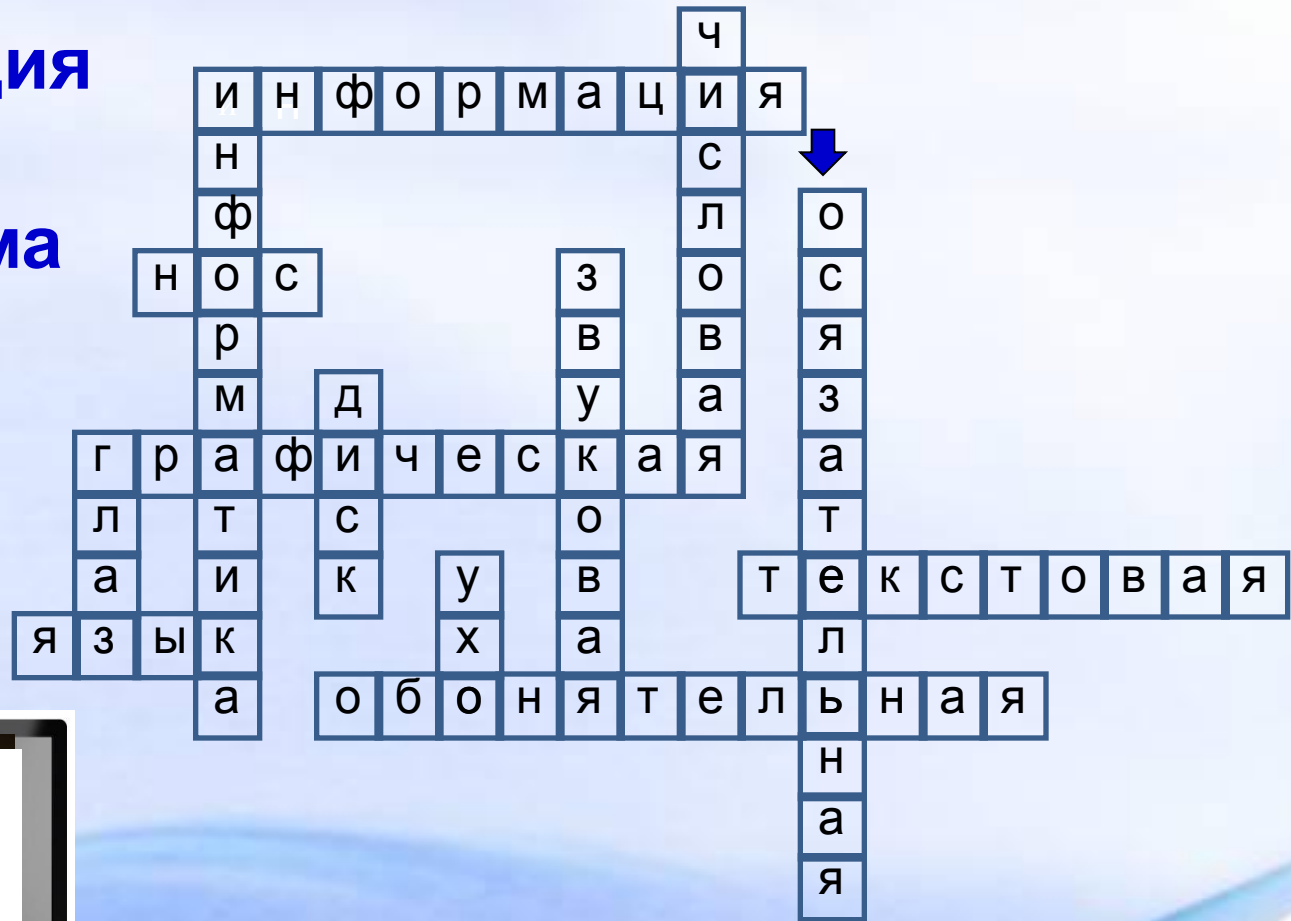 ция
ма
информация
нос
графическая
текстовая
язык
обонятельная
информатика
числовая
осязательная
звуковая
диск
глаз
ухо